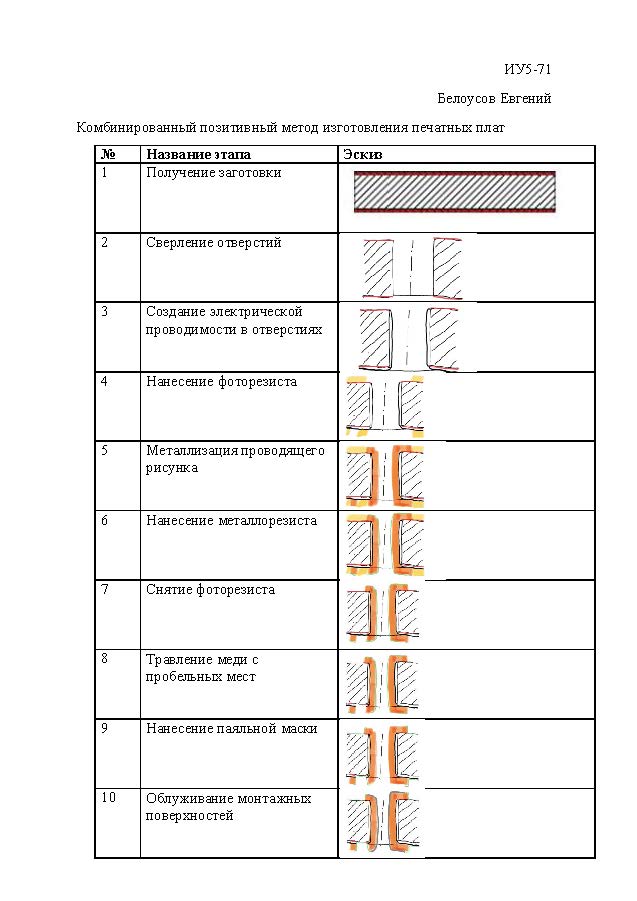 ИУ5-71
Белоусов Евгений
Комбинированный позитивный метод изготовления печатных плат
№ Название этапа Эскиз
1 Получение заготовки
2 Сверление отверстий
3 Создание электрической
проводимости в отверстиях
4 Нанесение фоторезиста
5 Металлизация проводящего
рисунка
6 Нанесение металлорезиста
7 Снятие фоторезиста
8 Травление меди с
пробельных мест
9 Нанесение паяльной маски
10 Облуживание монтажных
поверхностей